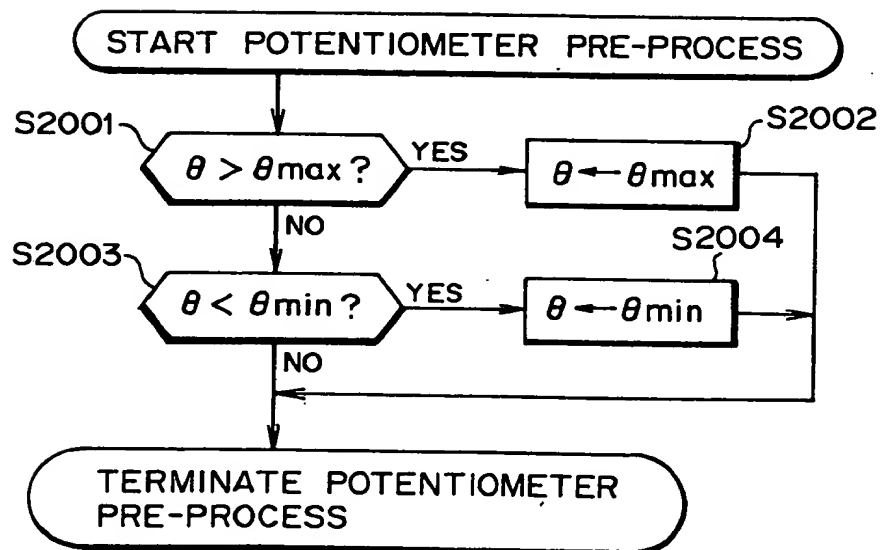 START POTENTIOMETER PRE-PROCESS
S2001
θ > θmax?
YES
S2002
θ ← θmax
NO
S2003
θ < θmin?
YES
S2004
θ ← θmin
NO
TERMINATE POTENTIOMETER
PRE-PROCESS